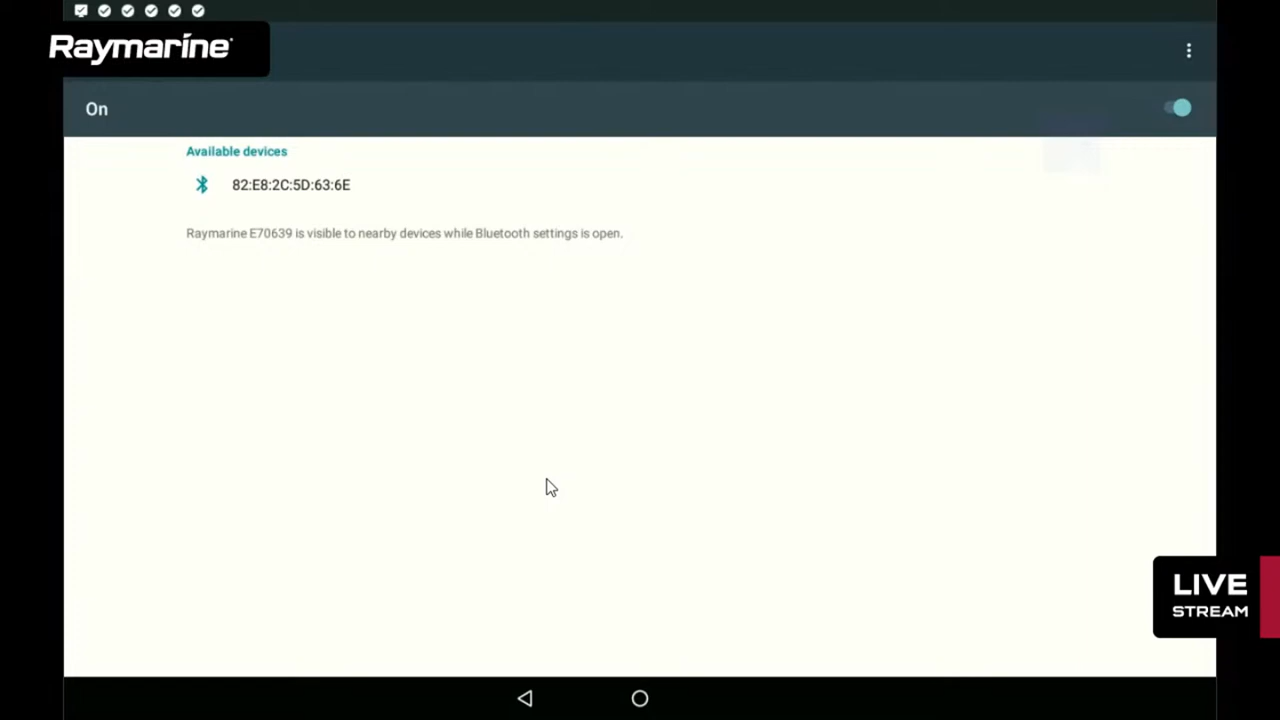 Raymarine
On
Available devices
82:E8:2C:5D:63:6E
Raymarine E70639 is visible to nearby devices while Bluetooth settings is open.
LIVE
STREAM